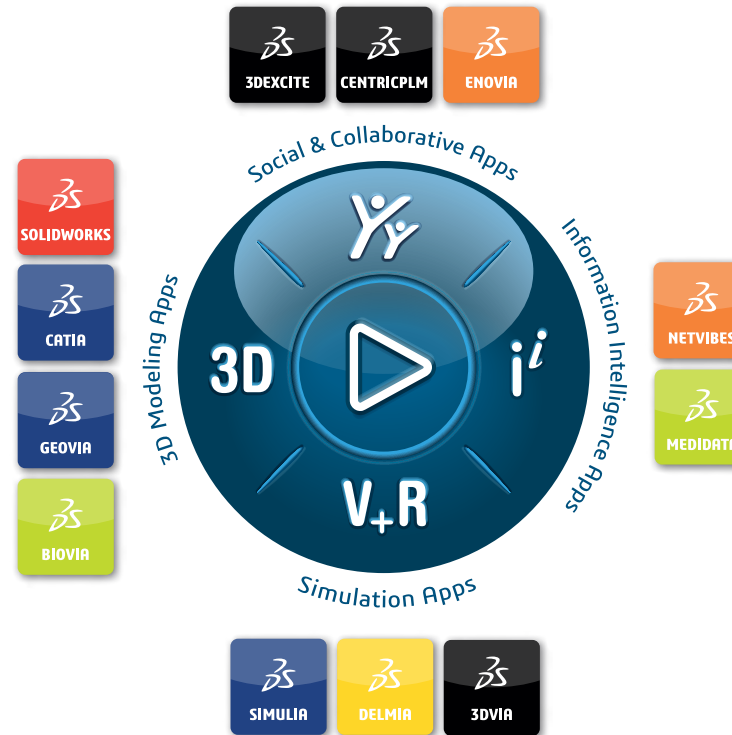 3DEXCITE
CENTRICPLM
ENOVIA
Social & Collaborative Apps
SOLIDWORKS
CATIA
GEOVIA
BIOVIA
3D Modeling Apps
3D
i i
V+R
Information Intelligence Apps
NETVIBES
MEDIDATA
Simulation Apps
SIMULIA
DELMIA
3DVIA